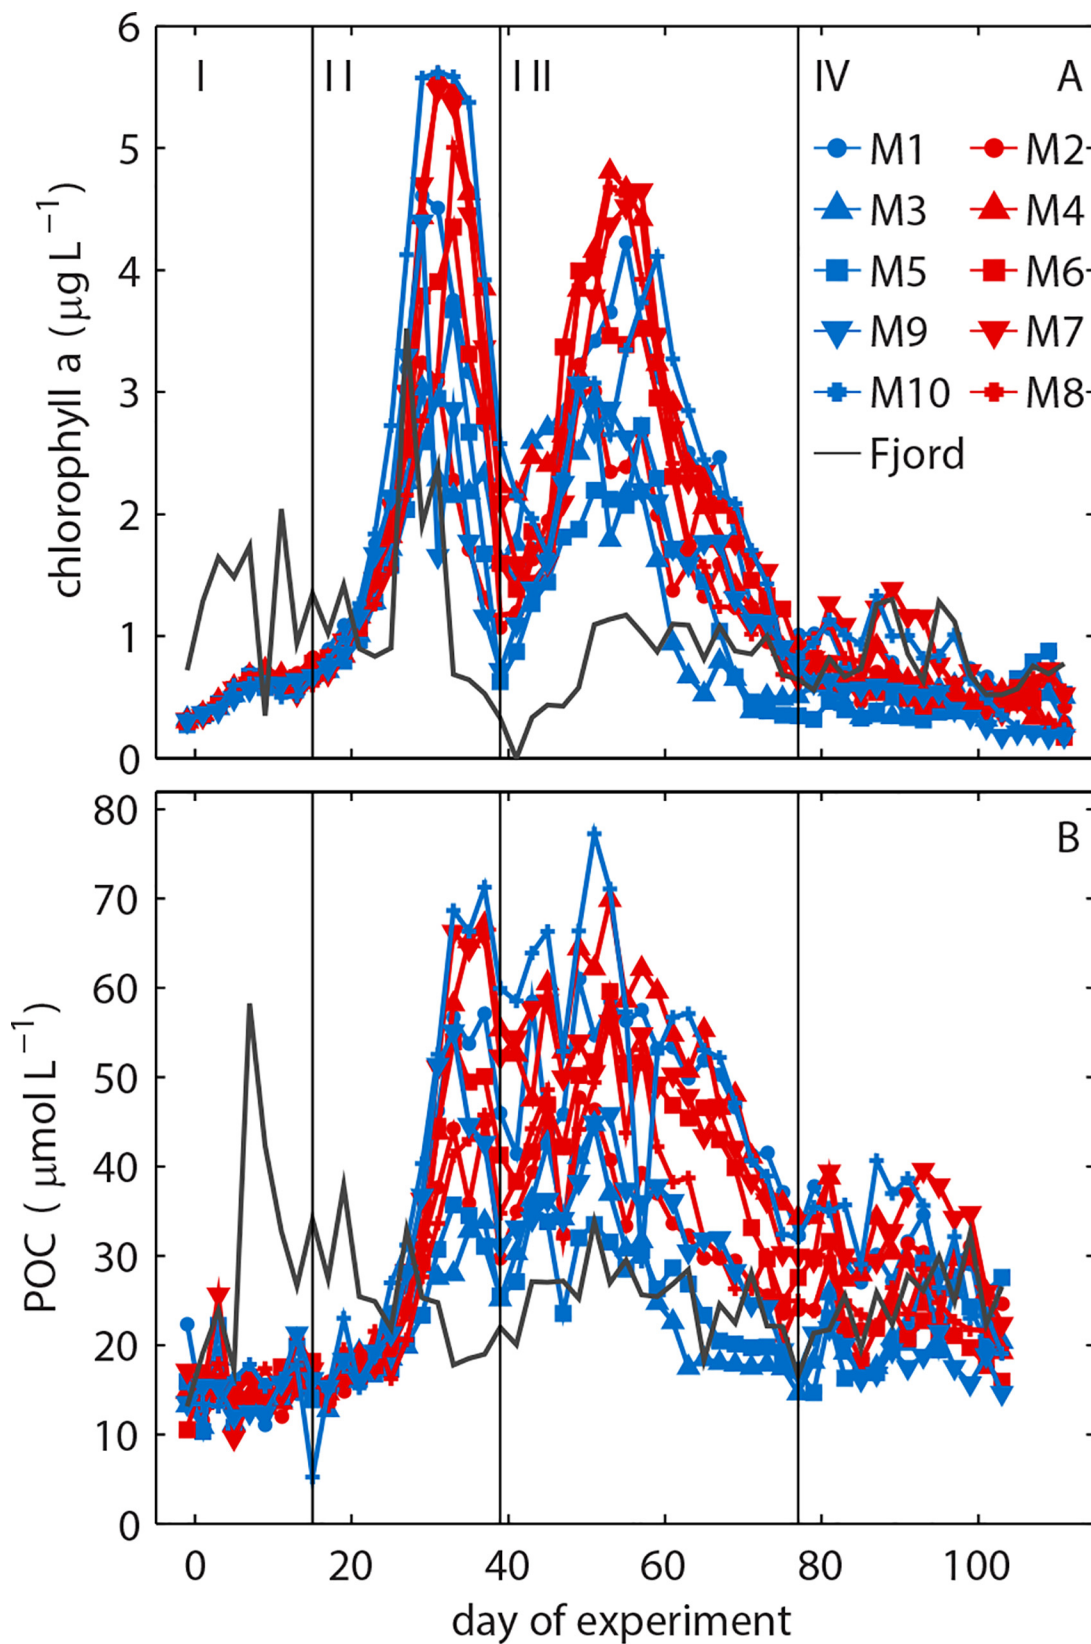 I II III IV A
6
5
4
3
2
1
0
chlorophyll a (μg L⁻¹)
M1 M2
M3 M4
M5 M6
M9 M7
M10 M8
Fjord
B
80
70
60
50
40
30
20
10
0
POC ( μmol L⁻¹)
0 20 40 60 80 100
day of experiment